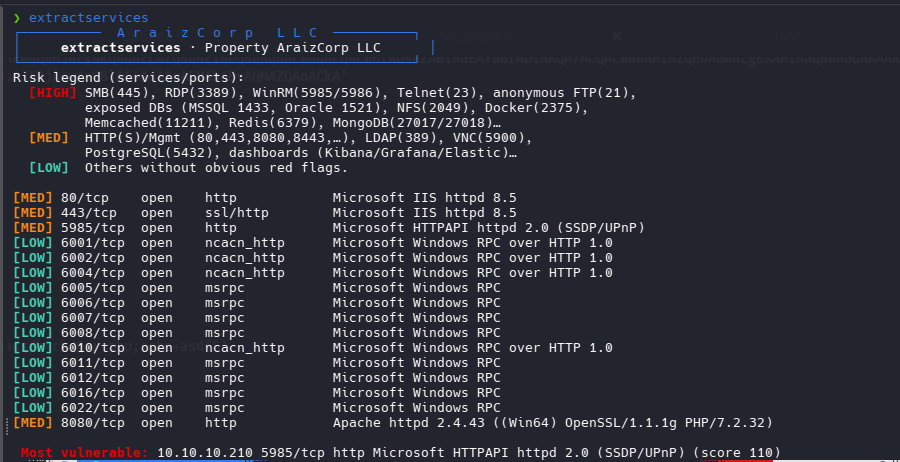 ❯ extractservices
AraizCorp LLC
extractservices · Property AraizCorp LLC
Risk legend (services/ports):
[HIGH] SMB(445), RDP(3389), WinRM(5985/5986), Telnet(23), anonymous FTP(21),
exposed DBs (MSSQL 1433, Oracle 1521), NFS(2049), Docker(2375),
Memcached(11211), Redis(6379), MongoDB(27017/27018)…
[MED] HTTP(S)/Mgmt (80,443,8080,8443,…), LDAP(389), VNC(5900),
PostgreSQL(5432), dashboards (Kibana/Grafana/Elastic)…
[LOW] Others without obvious red flags.
[MED] 80/tcp open http Microsoft IIS httpd 8.5
[MED] 443/tcp open ssl/http Microsoft IIS httpd 8.5
[MED] 5985/tcp open http Microsoft HTTPAPI httpd 2.0 (SSDP/UPnP)
[LOW] 6001/tcp open ncacn_http Microsoft Windows RPC over HTTP 1.0
[LOW] 6002/tcp open ncacn_http Microsoft Windows RPC over HTTP 1.0
[LOW] 6004/tcp open ncacn_http Microsoft Windows RPC over HTTP 1.0
[LOW] 6005/tcp open msrpc Microsoft Windows RPC
[LOW] 6006/tcp open msrpc Microsoft Windows RPC
[LOW] 6007/tcp open msrpc Microsoft Windows RPC
[LOW] 6008/tcp open msrpc Microsoft Windows RPC
[LOW] 6010/tcp open ncacn_http Microsoft Windows RPC over HTTP 1.0
[LOW] 6011/tcp open msrpc Microsoft Windows RPC
[LOW] 6012/tcp open msrpc Microsoft Windows RPC
[LOW] 6016/tcp open msrpc Microsoft Windows RPC
[LOW] 6022/tcp open msrpc Microsoft Windows RPC
[MED] 8080/tcp open http Apache httpd 2.4.43 ((Win64) OpenSSL/1.1.1g PHP/7.2.32)
Most vulnerable: 10.10.10.210 5985/tcp http Microsoft HTTPAPI httpd 2.0 (SSDP/UPnP) (score 110)